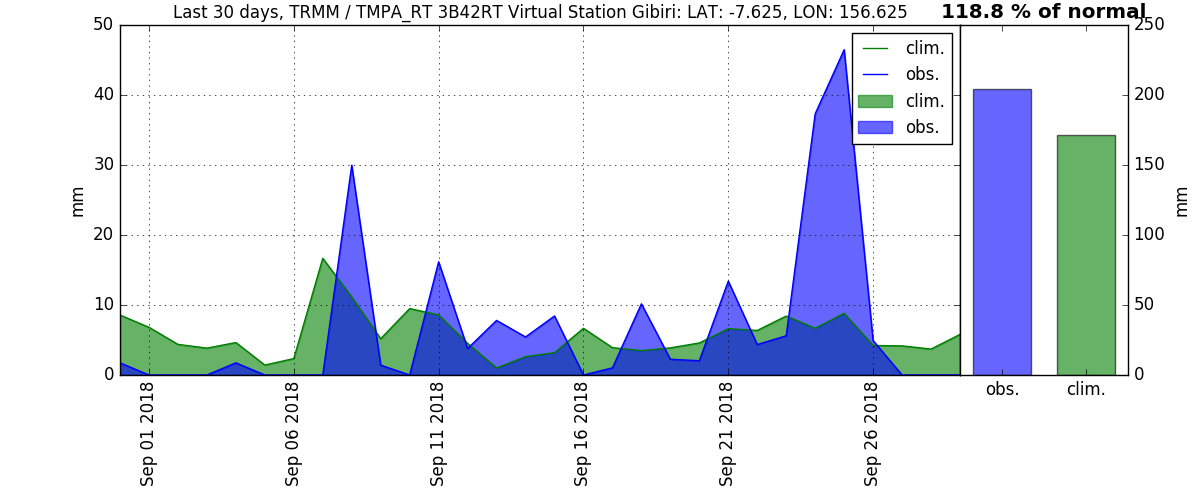 Last 30 days, TRMM / TMPA_RT 3B42RT Virtual Station Gibiri: LAT: -7.625, LON: 156.625
118.8 % of normal
50
40
30
20
10
0
mm
clim.
obs.
clim.
obs.
250
200
150
100
50
0
mm
Sep 01 2018
Sep 06 2018
Sep 11 2018
Sep 16 2018
Sep 21 2018
Sep 26 2018
obs.
clim.